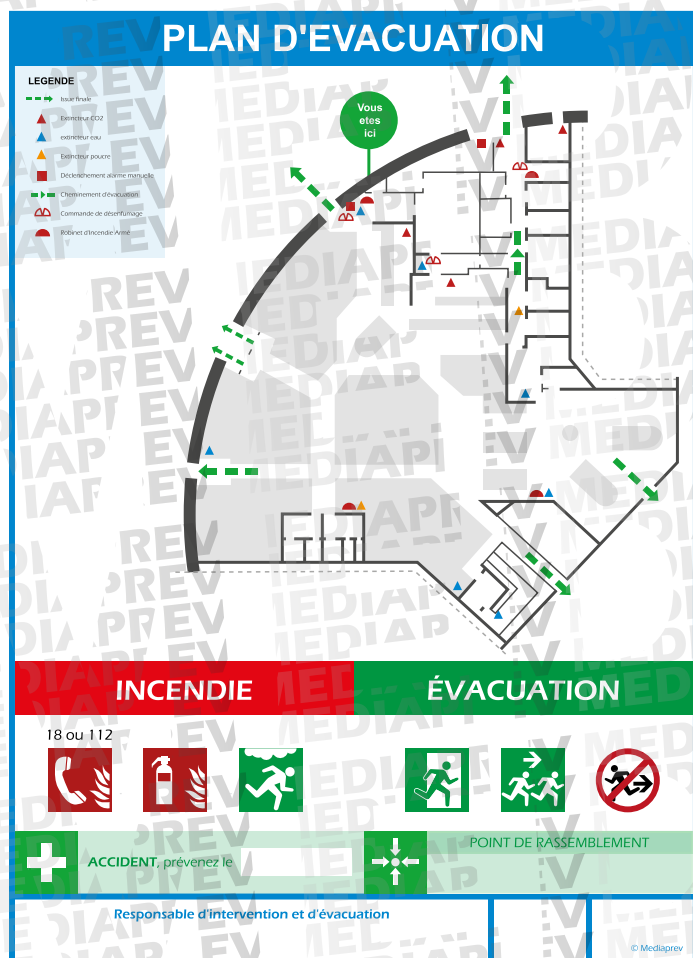 PLAN D'EVACUATION
LEGENDE
Issue finale
Extincteur CO2
extincteur eau
Extincteur poucre
Déclenchement alarme manuelle
Cheminement d'évacuation
Commande de désenfumage
Robinet d'Incendie Armé
Vous
etes
ici
INCENDIE
ÉVACUATION
18 ou 112
ACCIDENT, prévenez le
POINT DE RASSEMBLEMENT
Responsable d'intervention et d'évacuation
© Mediaprev